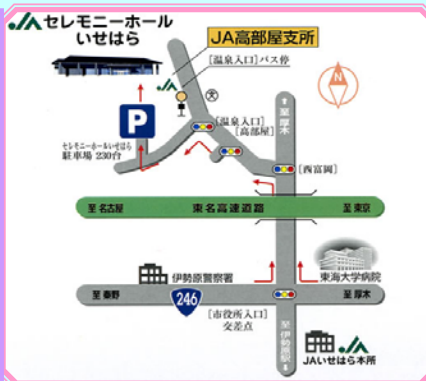 JAセレモニーホール
いせはら
JA高部屋支所
[温泉入口]バス停
JA
文
N
至厚木
P
[温泉入口]
[高部屋]
セレモニーホールいせはら
駐車場 230台
[西富岡]
至名古屋
東名高速道路
至東京
伊勢原警察署
東海大学病院
至秦野
246
至厚木
[市役所入口]
交差点
至伊勢原駅
JA
JAいせはら本所